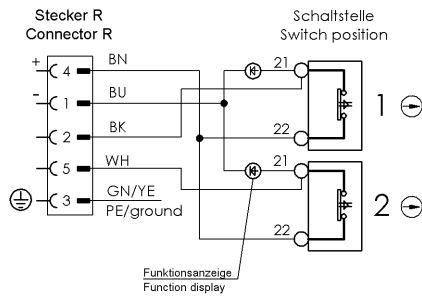 Stecker R
Connector R
Schaltstelle
Switch position
+ 4 BN
- 1 BU
2 BK
5 WH
3 GN/YE
PE/ground
21
22
1
21
22
2
Funktionsanzeige
Function display